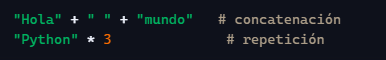 "Hola" + " " + "mundo"   # concatenación
"Python" * 3              # repetición